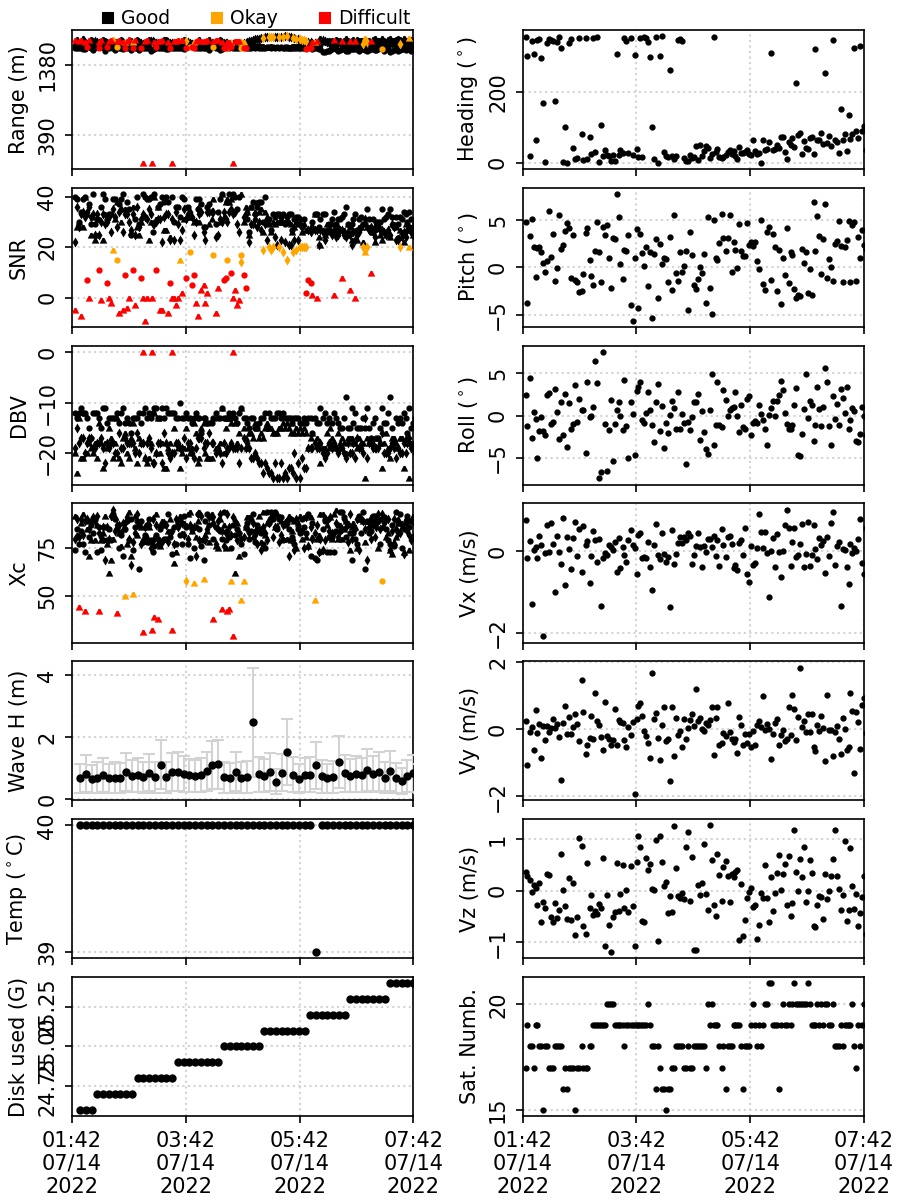 Good Okay Difficult
Range (m)
1380
390
Heading (°)
200
0
SNR
40
20
0
Pitch (°)
5
0
−5
DBV
0
−10
−20
Roll (°)
5
0
−5
Xc
75
50
Vx (m/s)
0
−2
Wave H (m)
4
2
0
Vy (m/s)
2
0
−2
Temp (°C)
40
39
Vz (m/s)
1
0
−1
Disk used (G)
25.25
25.00
24.75
Sat. Numb.
20
15
01:42 03:42 05:42 07:42 01:42 03:42 05:42 07:42
07/14 07/14 07/14 07/14 07/14 07/14 07/14 07/14
2022 2022 2022 2022 2022 2022 2022 2022